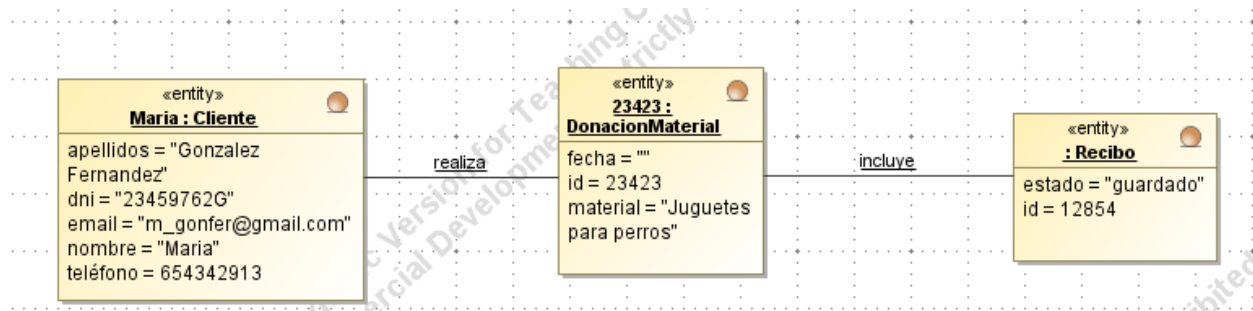 «entity»
Maria : Cliente
apellidos = "Gonzalez
Fernandez"
dni = "23459762G"
email = "m_gonfer@gmail.com"
nombre = "Maria"
teléfono = 654342913
realiza
«entity»
23423 :
DonacionMaterial
fecha = ""
id = 23423
material = "Juguetes
para perros"
incluye
«entity»
: Recibo
estado = "guardado"
id = 12854